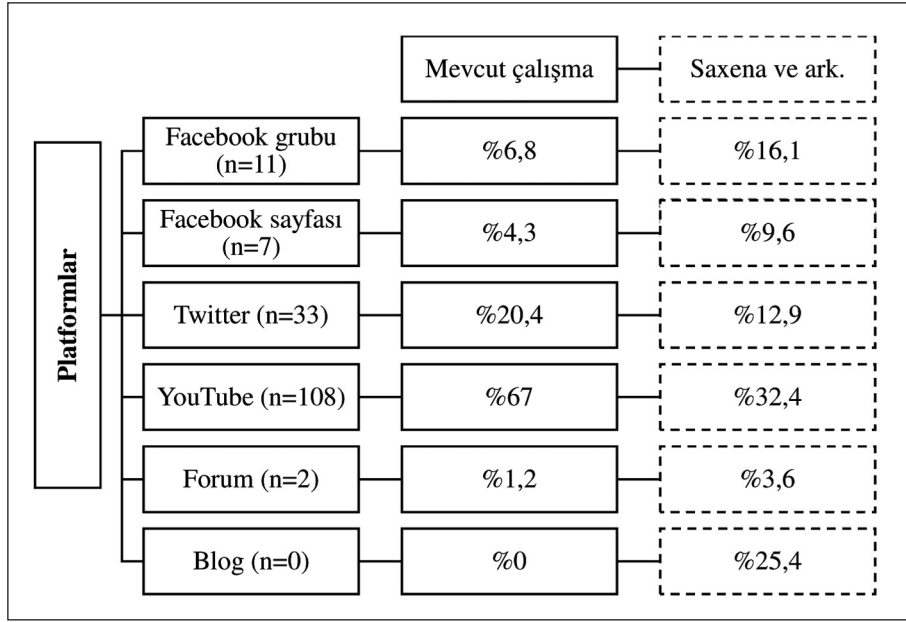 Mevcut çalışma
Saxena ve ark.
Platformlar
Facebook grubu
(n=11)
%6,8
%16,1
Facebook sayfası
(n=7)
%4,3
%9,6
Twitter (n=33)
%20,4
%12,9
YouTube (n=108)
%67
%32,4
Forum (n=2)
%1,2
%3,6
Blog (n=0)
%0
%25,4